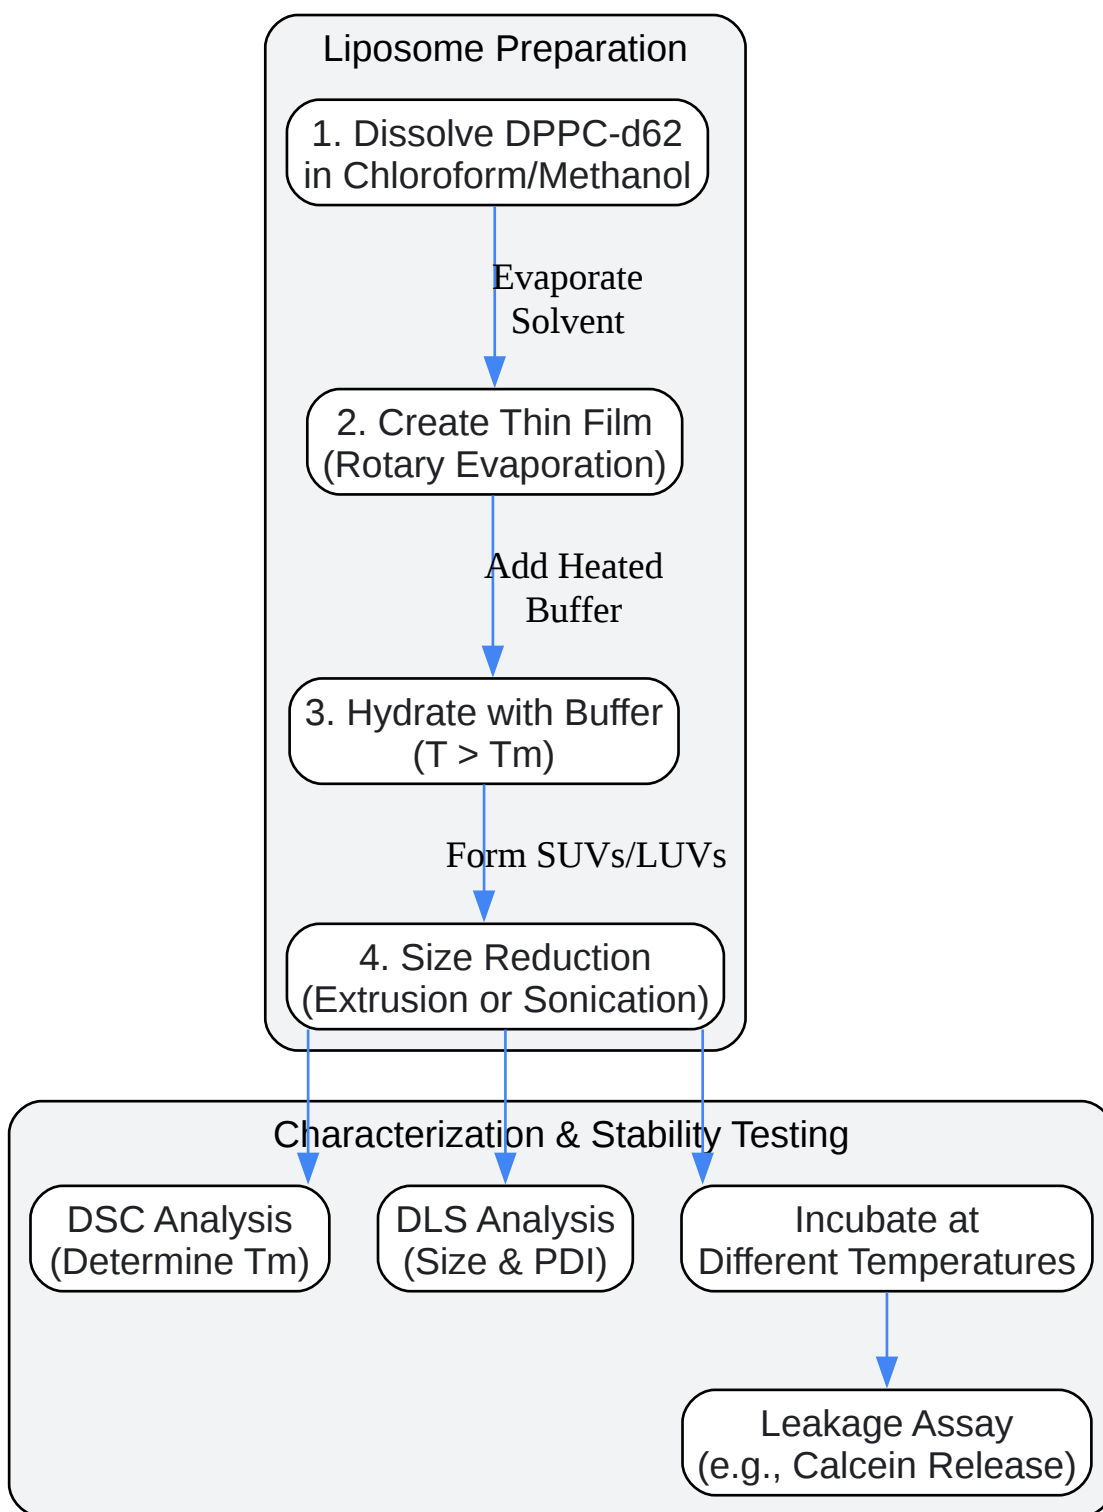 Liposome Preparation
1. Dissolve DPPC-d62
in Chloroform/Methanol
Evaporate
Solvent
2. Create Thin Film
(Rotary Evaporation)
Add Heated
Buffer
3. Hydrate with Buffer
(T > Tm)
Form SUVs/LUVs
4. Size Reduction
(Extrusion or Sonication)
Characterization & Stability Testing
DSC Analysis
(Determine Tm)
DLS Analysis
(Size & PDI)
Incubate at
Different Temperatures
Leakage Assay
(e.g., Calcein Release)